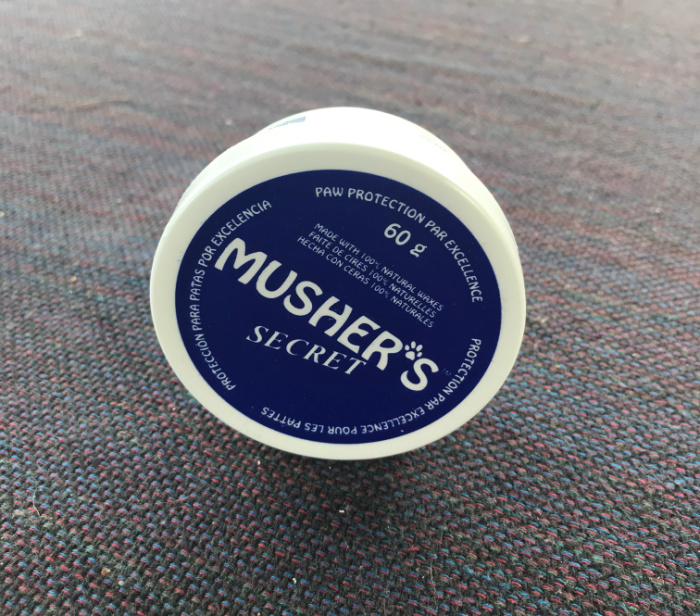 PAW PROTECTION PAR EXCELLENCE
60 g
MADE WITH 100% NATURAL WAXES
FAITE DE CIRES 100% NATURELLES
HECHA CON CERAS 100% NATURALES
MUSHER'S
SECRET
PROTECTION PAR EXCELLENCE POUR LES PATTES
PROTECCION PARA PATAS POR EXCELENCIA